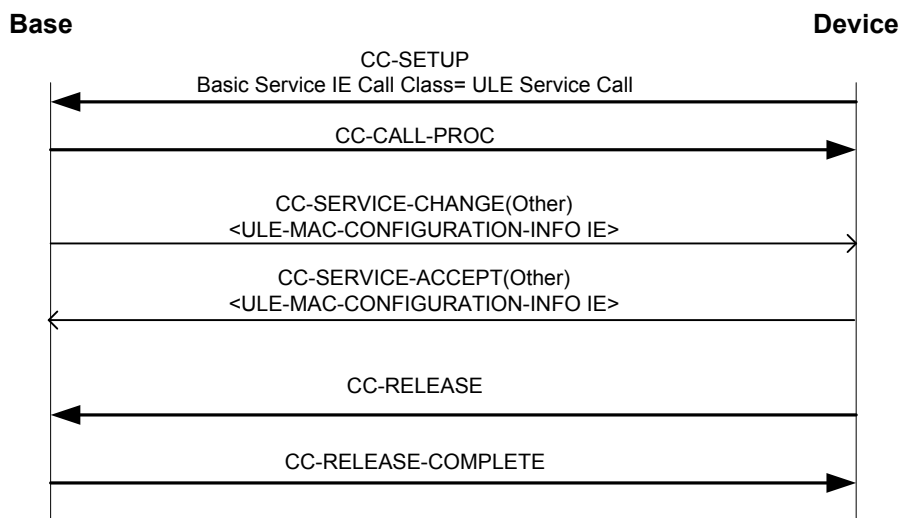 Base
Device
CC-SETUP
Basic Service IE Call Class= ULE Service Call
CC-CALL-PROC
CC-SERVICE-CHANGE(Other)
<ULE-MAC-CONFIGURATION-INFO IE>
CC-SERVICE-ACCEPT(Other)
<ULE-MAC-CONFIGURATION-INFO IE>
CC-RELEASE
CC-RELEASE-COMPLETE